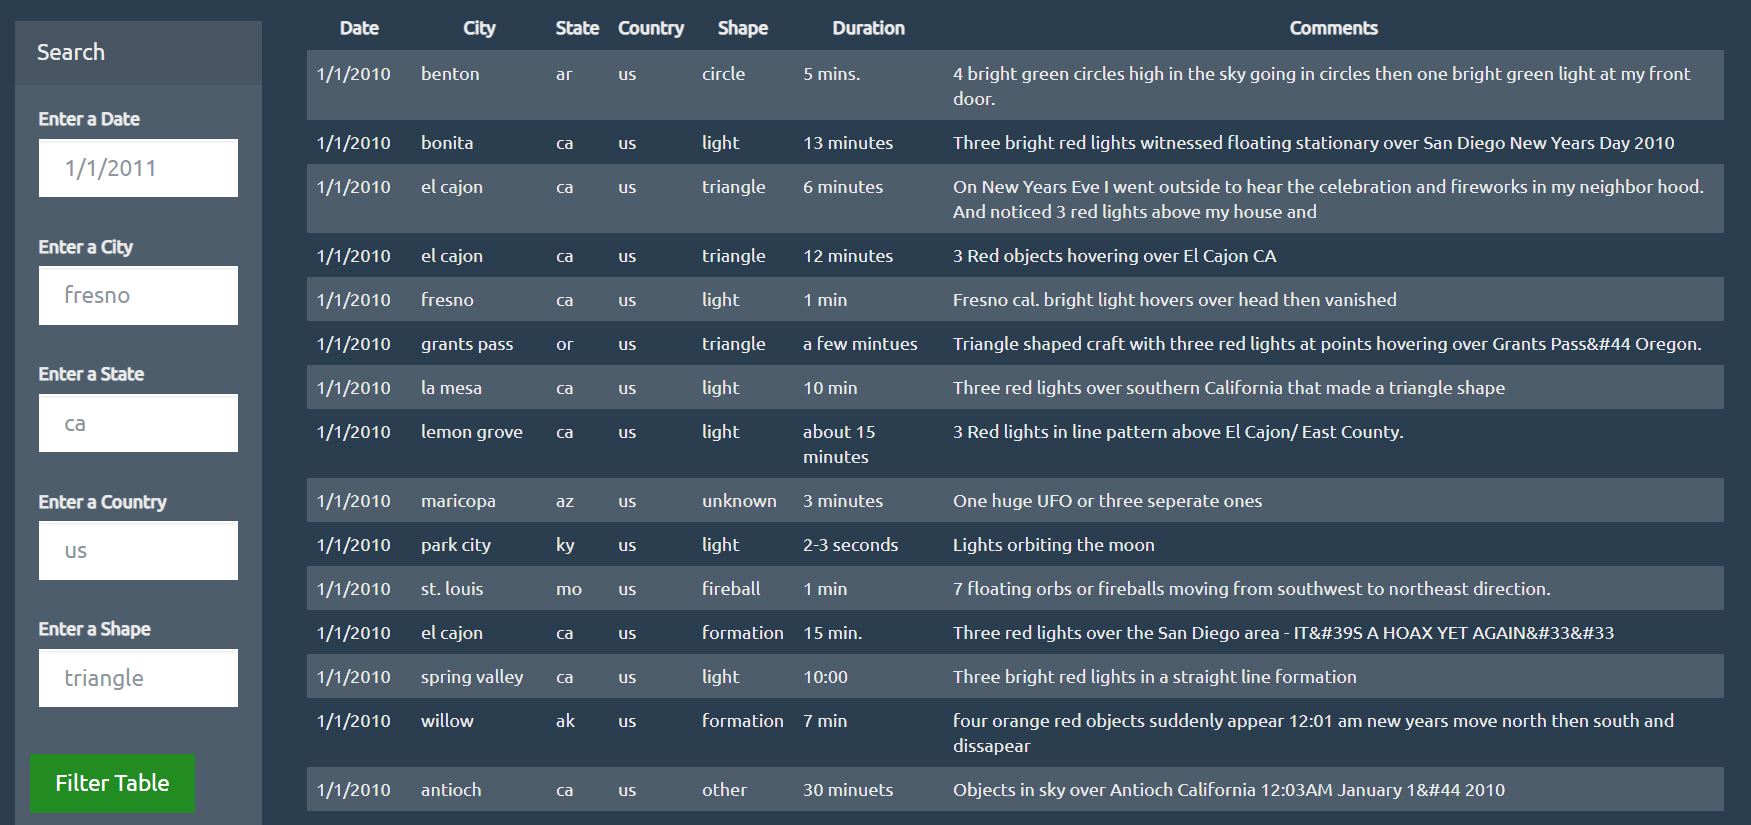 Search
Enter a Date
1/1/2011
Enter a City
fresno
Enter a State
ca
Enter a Country
us
Enter a Shape
triangle
Filter Table
Date City State Country Shape Duration Comments
1/1/2010 benton ar us circle 5 mins. 4 bright green circles high in the sky going in circles then one bright green light at my front
door.
1/1/2010 bonita ca us light 13 minutes Three bright red lights witnessed floating stationary over San Diego New Years Day 2010
1/1/2010 el cajon ca us triangle 6 minutes On New Years Eve I went outside to hear the celebration and fireworks in my neighbor hood.
And noticed 3 red lights above my house and
1/1/2010 el cajon ca us triangle 12 minutes 3 Red objects hovering over El Cajon CA
1/1/2010 fresno ca us light 1 min Fresno cal. bright light hovers over head then vanished
1/1/2010 grants pass or us triangle a few mintues Triangle shaped craft with three red lights at points hovering over Grants Pass&#44 Oregon.
1/1/2010 la mesa ca us light 10 min Three red lights over southern California that made a triangle shape
1/1/2010 lemon grove ca us light about 15 3 Red lights in line pattern above El Cajon/ East County.
minutes
1/1/2010 maricopa az us unknown 3 minutes One huge UFO or three seperate ones
1/1/2010 park city ky us light 2-3 seconds Lights orbiting the moon
1/1/2010 st. louis mo us fireball 1 min 7 floating orbs or fireballs moving from southwest to northeast direction.
1/1/2010 el cajon ca us formation 15 min. Three red lights over the San Diego area - IT&#39S A HOAX YET AGAIN&#33&#33
1/1/2010 spring valley ca us light 10:00 Three bright red lights in a straight line formation
1/1/2010 willow ak us formation 7 min four orange red objects suddenly appear 12:01 am new years move north then south and
dissapear
1/1/2010 antioch ca us other 30 minuets Objects in sky over Antioch California 12:03AM January 1&#44 2010